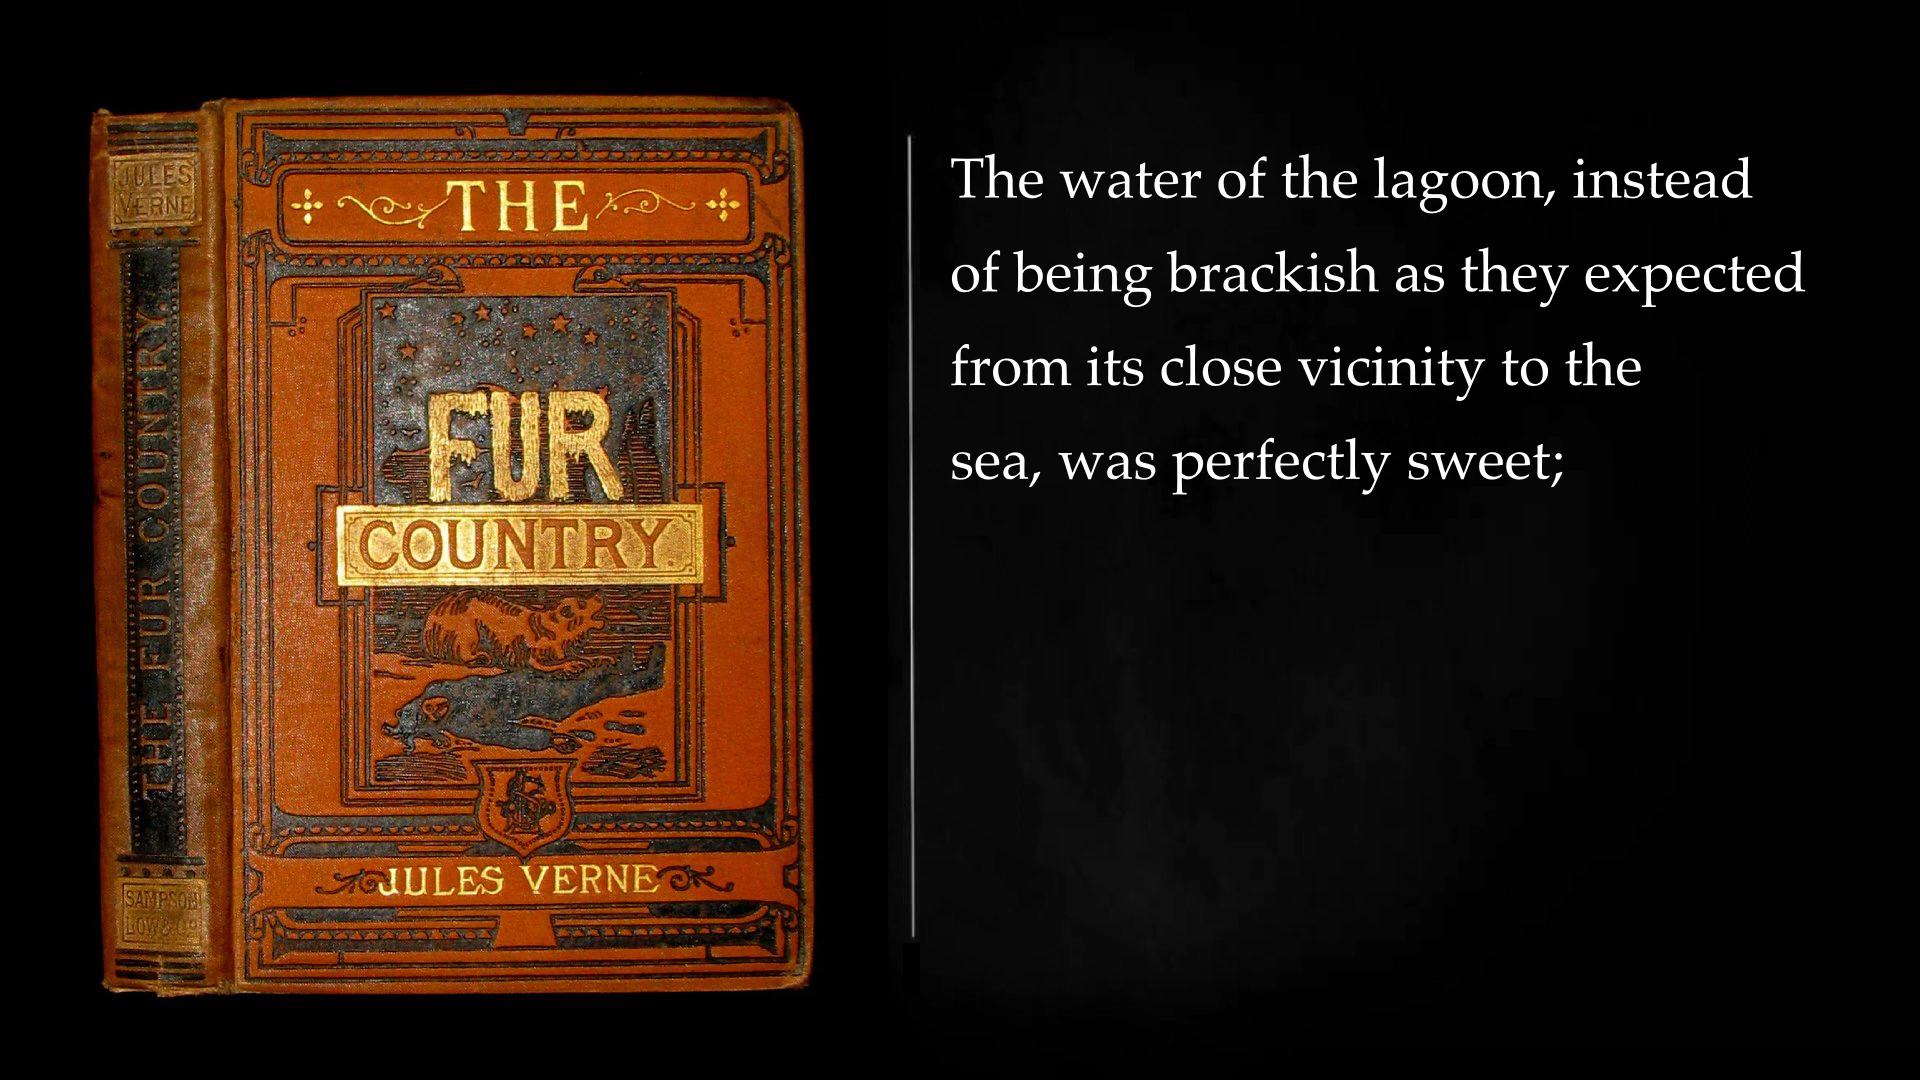 JULES
VERNE
THE FUR COUNTRY.
SAMPSON
LOW & Co
THE
FUR
COUNTRY.
JULES VERNE
The water of the lagoon, instead
of being brackish as they expected
from its close vicinity to the
sea, was perfectly sweet;